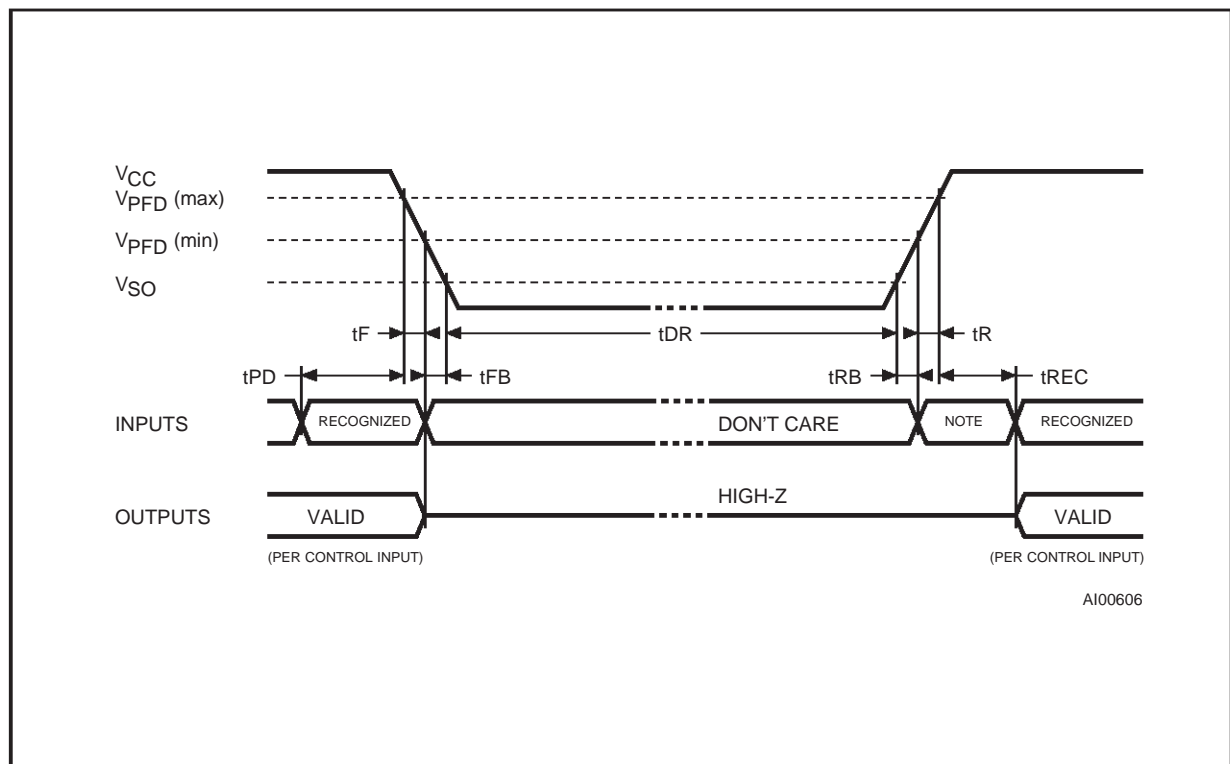 VCC
VPFD (max)
VPFD (min)
VSO
tF
tDR
tR
tPD
tFB
tRB
tREC
INPUTS
RECOGNIZED
DON'T CARE
NOTE
RECOGNIZED
HIGH-Z
OUTPUTS
VALID
VALID
(PER CONTROL INPUT)
(PER CONTROL INPUT)
AI00606